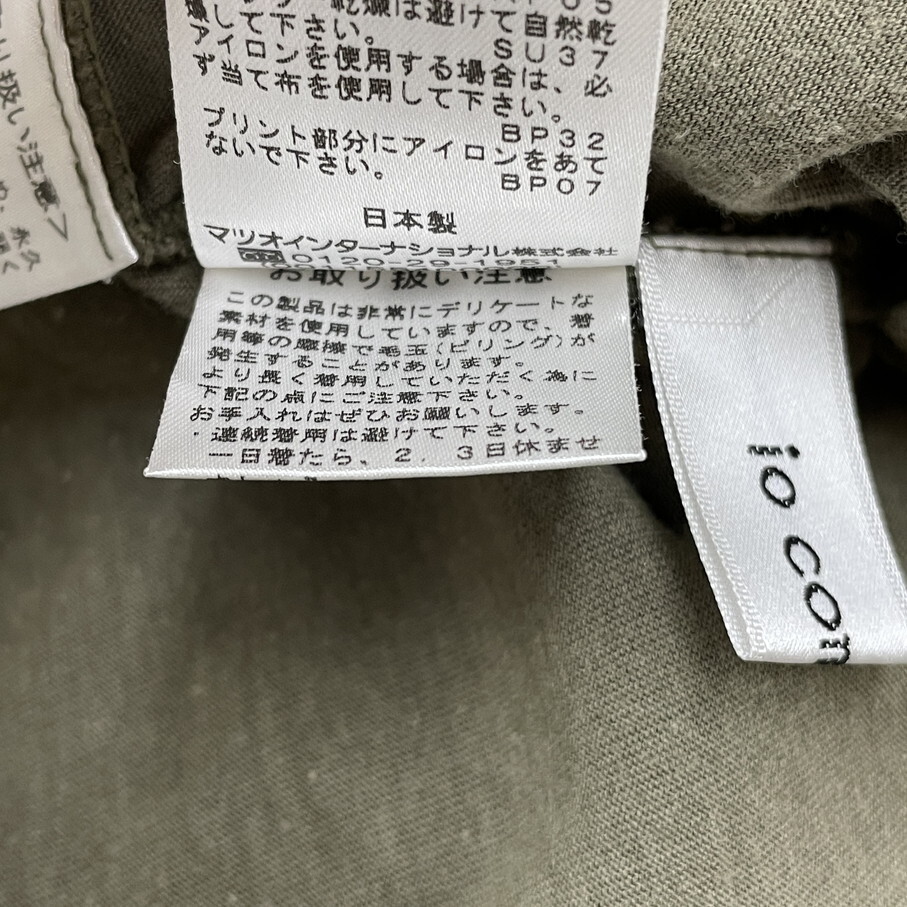 乾燥は避けて自然乾
して下さい。 SU37
アイロンを使用する場合は、必
ず当て布を使用して下さい。
BP32
プリント部分にアイロンをあて
ないで下さい。 BP07
日本製
マツオインターナショナル株式会社
お取り扱い注意
この製品は非常にデリケートな
素材を使用していますので、着
用等の摩擦で毛玉(ピリング)が
発生することがあります。
より長く着用していただく為に
下記の点にご注意下さい。
お手入れはぜひお願いします。
・連続着用は避けて下さい。
一日着たら、2.3日休ませ
扱い注意>
永久
io com